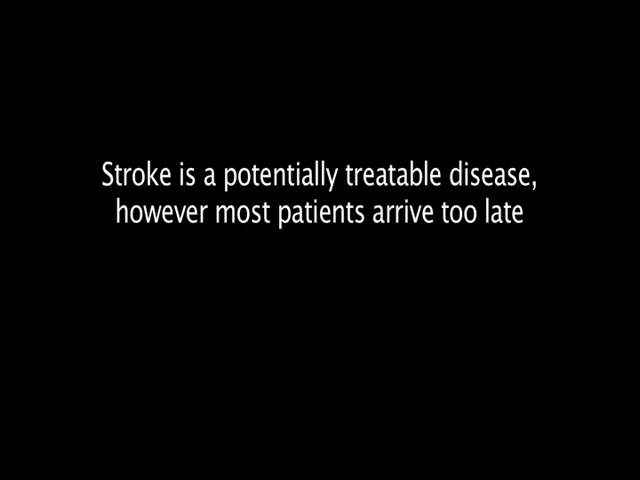 Stroke is a potentially treatable disease,
however most patients arrive too late